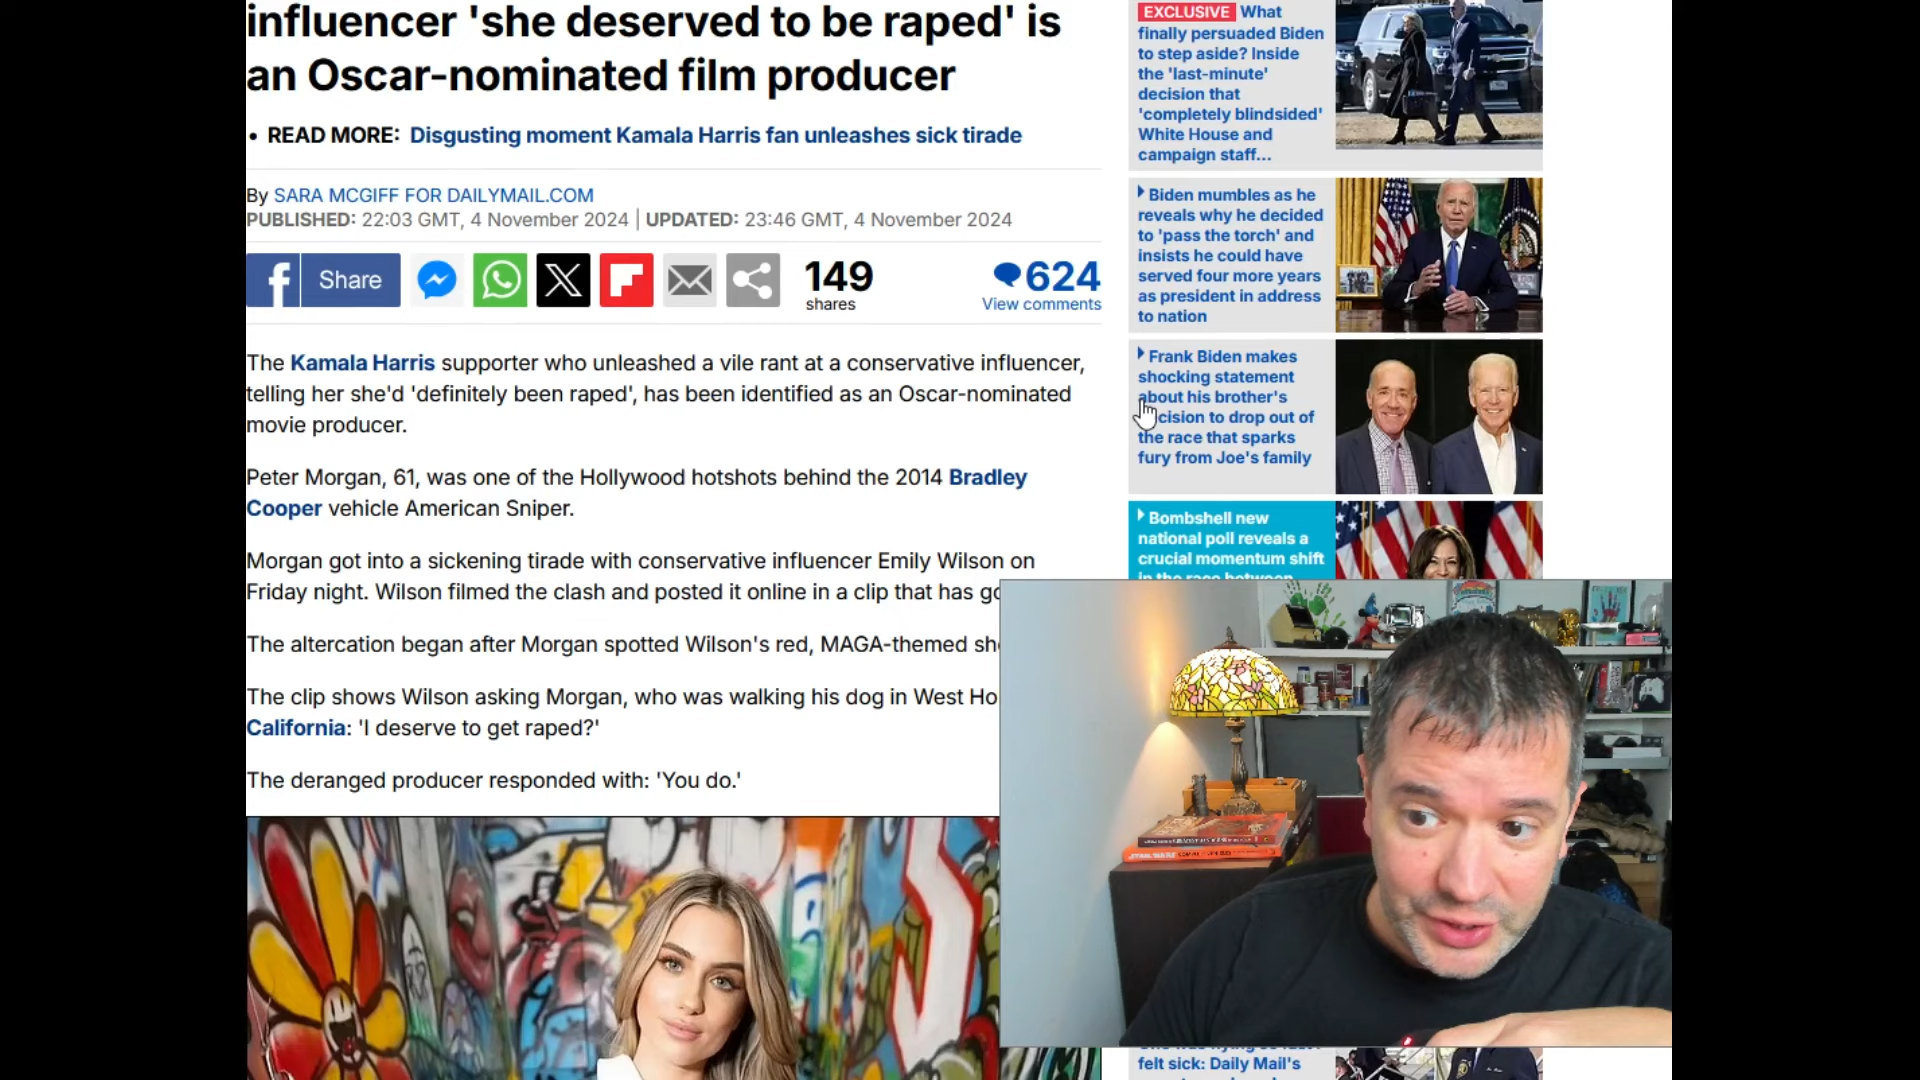 influencer 'she deserved to be raped' is
an Oscar-nominated film producer
• READ MORE: Disgusting moment Kamala Harris fan unleashes sick tirade
By SARA MCGIFF FOR DAILYMAIL.COM
PUBLISHED: 22:03 GMT, 4 November 2024 | UPDATED: 23:46 GMT, 4 November 2024
Share
149
shares
624
View comments
The Kamala Harris supporter who unleashed a vile rant at a conservative influencer,
telling her she'd 'definitely been raped', has been identified as an Oscar-nominated
movie producer.
Peter Morgan, 61, was one of the Hollywood hotshots behind the 2014 Bradley
Cooper vehicle American Sniper.
Morgan got into a sickening tirade with conservative influencer Emily Wilson on
Friday night. Wilson filmed the clash and posted it online in a clip that has
The altercation began after Morgan spotted Wilson's red, MAGA-themed
The clip shows Wilson asking Morgan, who was walking his dog in West
California: 'I deserve to get raped?'
The deranged producer responded with: 'You do.'
EXCLUSIVE What
finally persuaded Biden
to step aside? Inside
the 'last-minute'
decision that
'completely blindsided'
White House and
campaign staff...
Biden mumbles as he
reveals why he decided
to 'pass the torch' and
insists he could have
served four more years
as president in address
to nation
Frank Biden makes
shocking statement
about his brother's
cision to drop out of
the race that sparks
fury from Joe's family
Bombshell new
national poll reveals a
crucial momentum shift
in the race between
felt sick: Daily Mail's